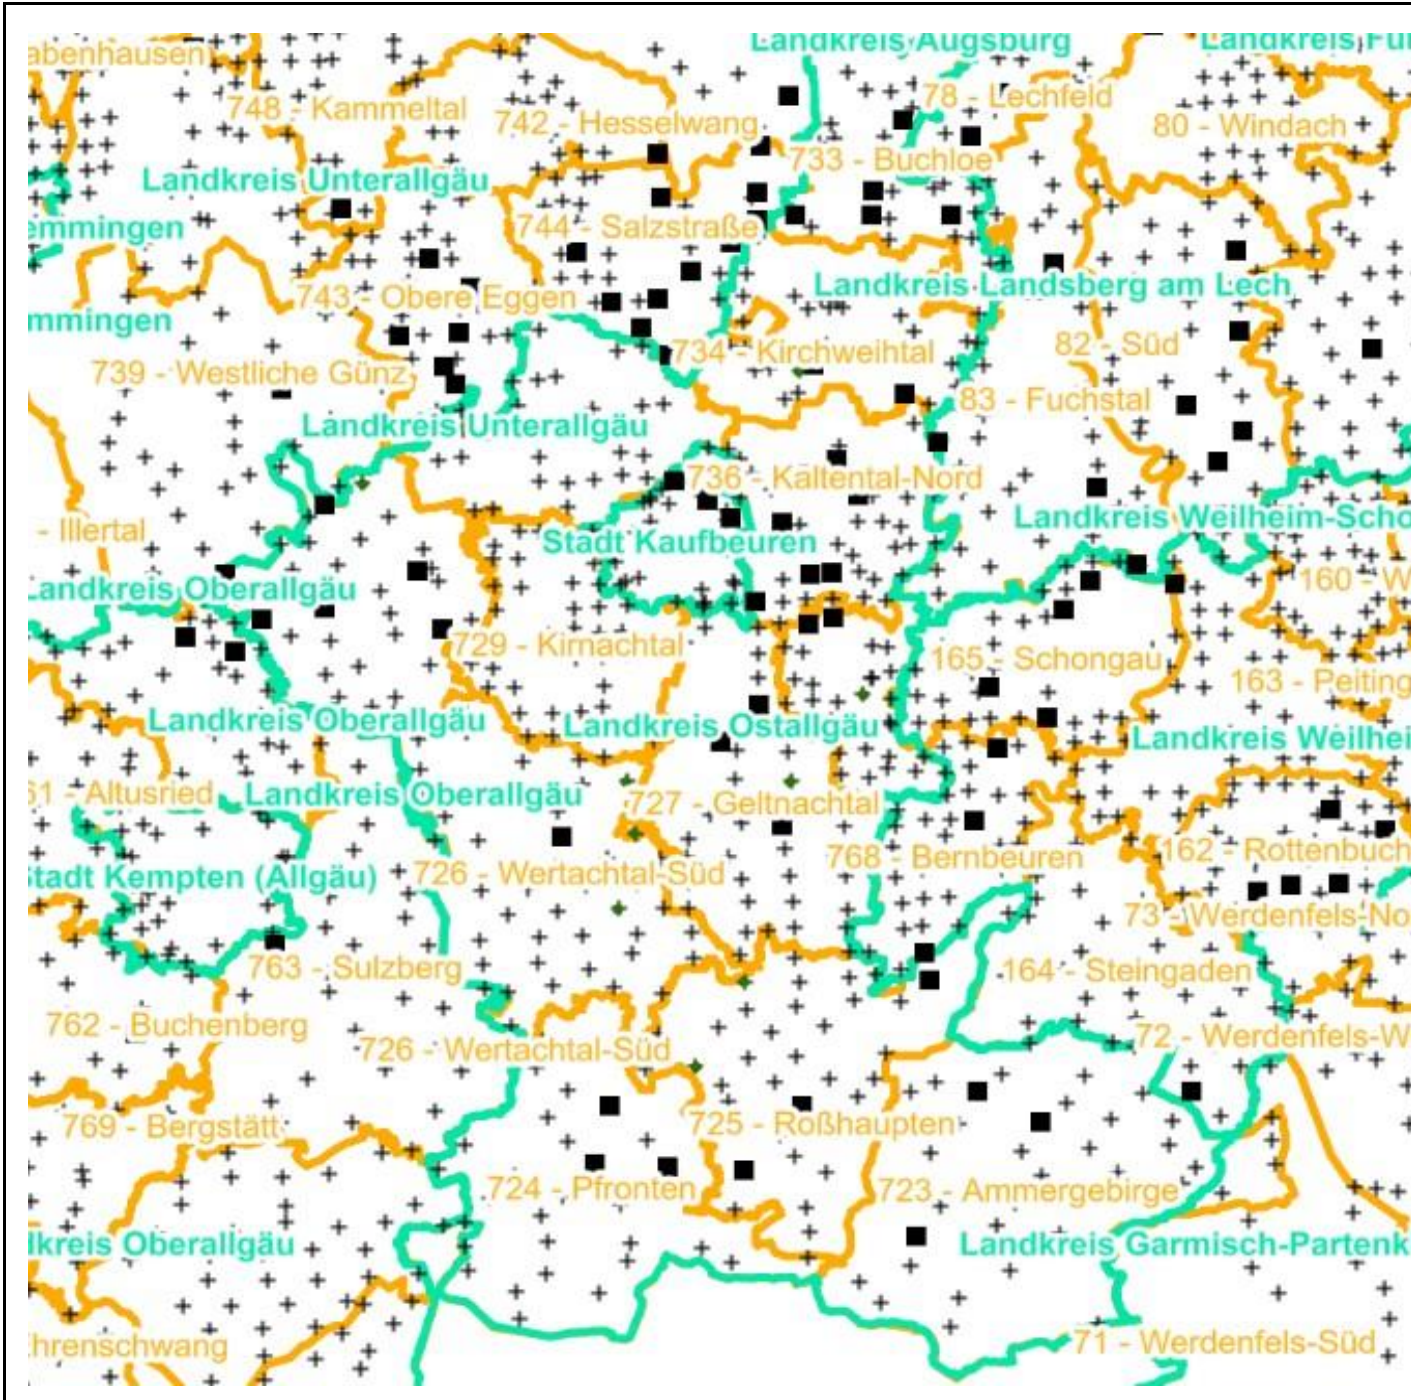 Landkreis Augsburg
abenhausen
78 - Lechfeld
748 - Kammeltal
742 - Hesselwang
80 - Windach
733 - Buchloe
Landkreis Unterallgäu
emmingen
744 - Salzstraße
Landkreis Landsberg am Lech
743 - Obere Eggen
mmingen
82 - Süd
734 - Kirchweihtal
739 - Westliche Günz
83 - Fuchstal
Landkreis Unterallgäu
736 - Kaltental-Nord
Landkreis Weilheim-Scho
- Illertal
Stadt Kaufbeuren
160 - W
Landkreis Oberallgäu
729 - Kirnachtal
165 - Schongau
163 - Peiting
Landkreis Oberallgäu
Landkreis Ostallgäu
Landkreis Weilhei
61 - Altusried
Landkreis Oberallgäu
727 - Geltnachtal
162 - Rottenbuch
768 - Bernbeuren
726 - Wertachtal-Süd
Stadt Kempten (Allgäu)
73 - Werdenfels-No
763 - Sulzberg
164 - Steingaden
762 - Buchenberg
72 - Werdenfels-W
726 - Wertachtal-Süd
769 - Bergstätt
725 - Roßhaupten
724 - Pfronten
723 - Ammergebirge
dkreis Oberallgäu
Landkreis Garmisch-Partenk
71 - Werdenfels-Süd
hrenschwang